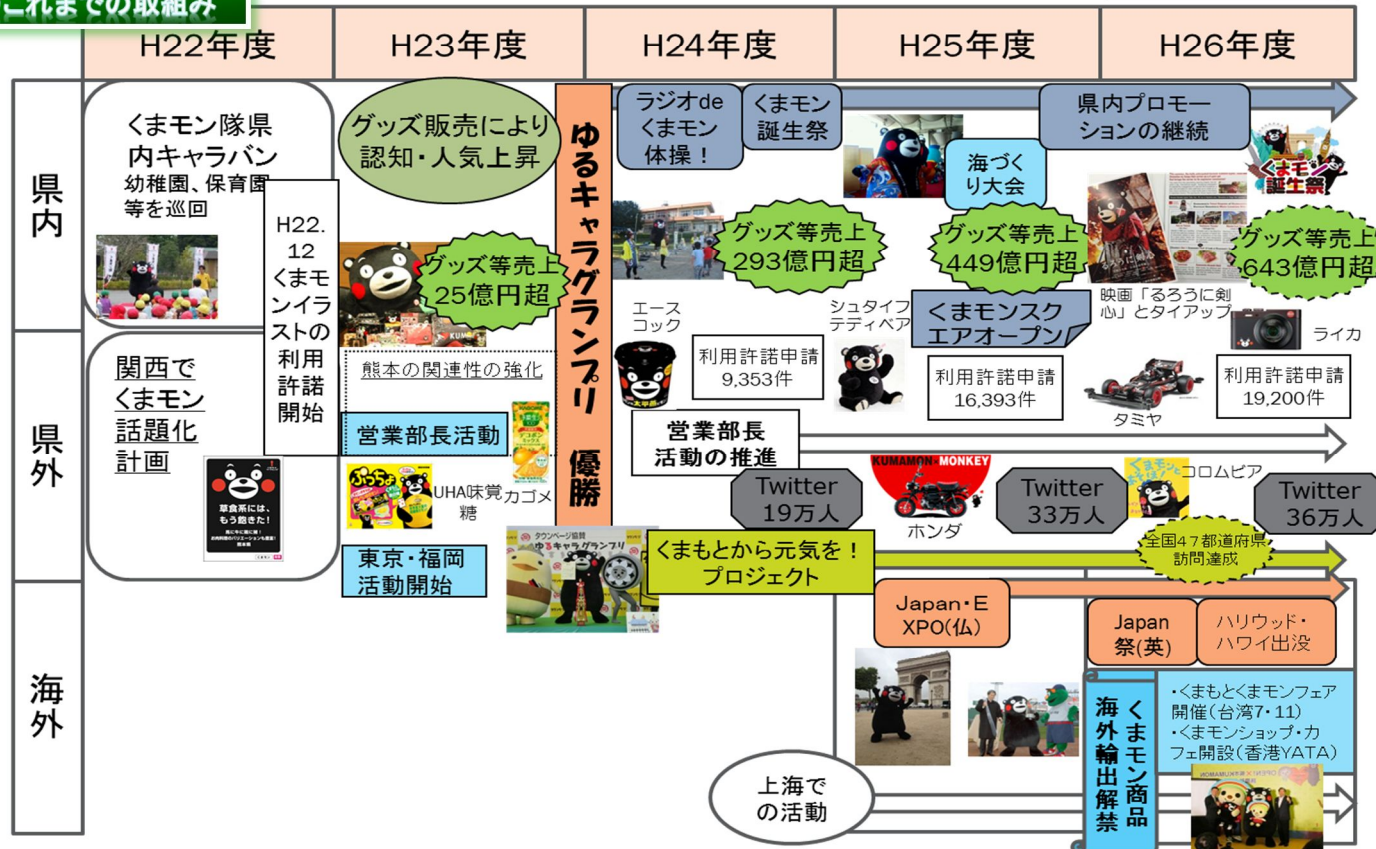 これまでの取組み
H22年度
H23年度
H24年度
H25年度
H26年度
県内
くまモン隊県
内キャラバン
幼稚園、保育園
等を巡回
H22.
12
くまモ
ンイラ
ストの
利用
許諾
開始
グッズ販売により
認知・人気上昇
グッズ等売上
25億円超
ゆるキャラグランプリ 優勝
ラジオde
くまモン
体操！
くまモン
誕生祭
海づく
り大会
県内プロモー
ションの継続
くまモン
誕生祭
グッズ等売上
293億円超
グッズ等売上
449億円超
グッズ等売上
643億円超
映画「るろうに剣
心」とタイアップ
県外
関西で
くまモン
話題化
計画
草食系には、
もう飽きた！
熊本の関連性の強化
営業部長活動
ぷっちょ
UHA味覚
糖
カゴメ
東京・福岡
活動開始
エース
コック
利用許諾申請
9,353件
シュタイフ
テディベア
くまモンスク
エアオープン
利用許諾申請
16,393件
タミヤ
ライカ
利用許諾申請
19,200件
営業部長
活動の推進
Twitter
19万人
KUMAMON・MONKEY
ホンダ
Twitter
33万人
コロムビア
Twitter
36万人
タウンページ協賛
ゆるキャラグランプリ
くまもとから元気を！
プロジェクト
全国47都道府県
訪問達成
海外
Japan・E
XPO(仏)
Japan
祭(英)
ハリウッド・
ハワイ出没
上海で
の活動
くまモン商品
海外輸出解禁
・くまもとくまモンフェア
開催(台湾7・11)
・くまモンショップ・カ
フェ開設(香港YATA)